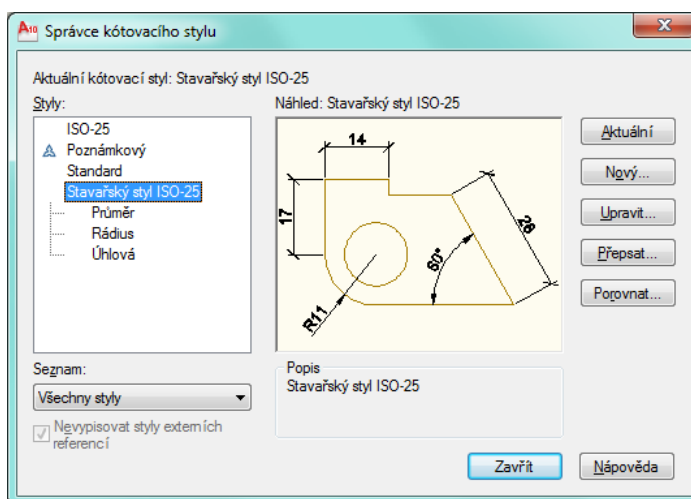 A10 Správce kótovacího stylu
Aktuální kótovací styl: Stavařský styl ISO-25
Styly:
ISO-25
Poznámkový
Standard
Stavařský styl ISO-25
Průměr
Rádius
Úhlová
Náhled: Stavařský styl ISO-25
14
17
28
60°
R11
Aktuální
Nový...
Upravit...
Přepsat...
Porovnat...
Seznam:
Všechny styly
Nevypisovat styly externích
referencí
Popis
Stavařský styl ISO-25
Zavřít
Nápověda